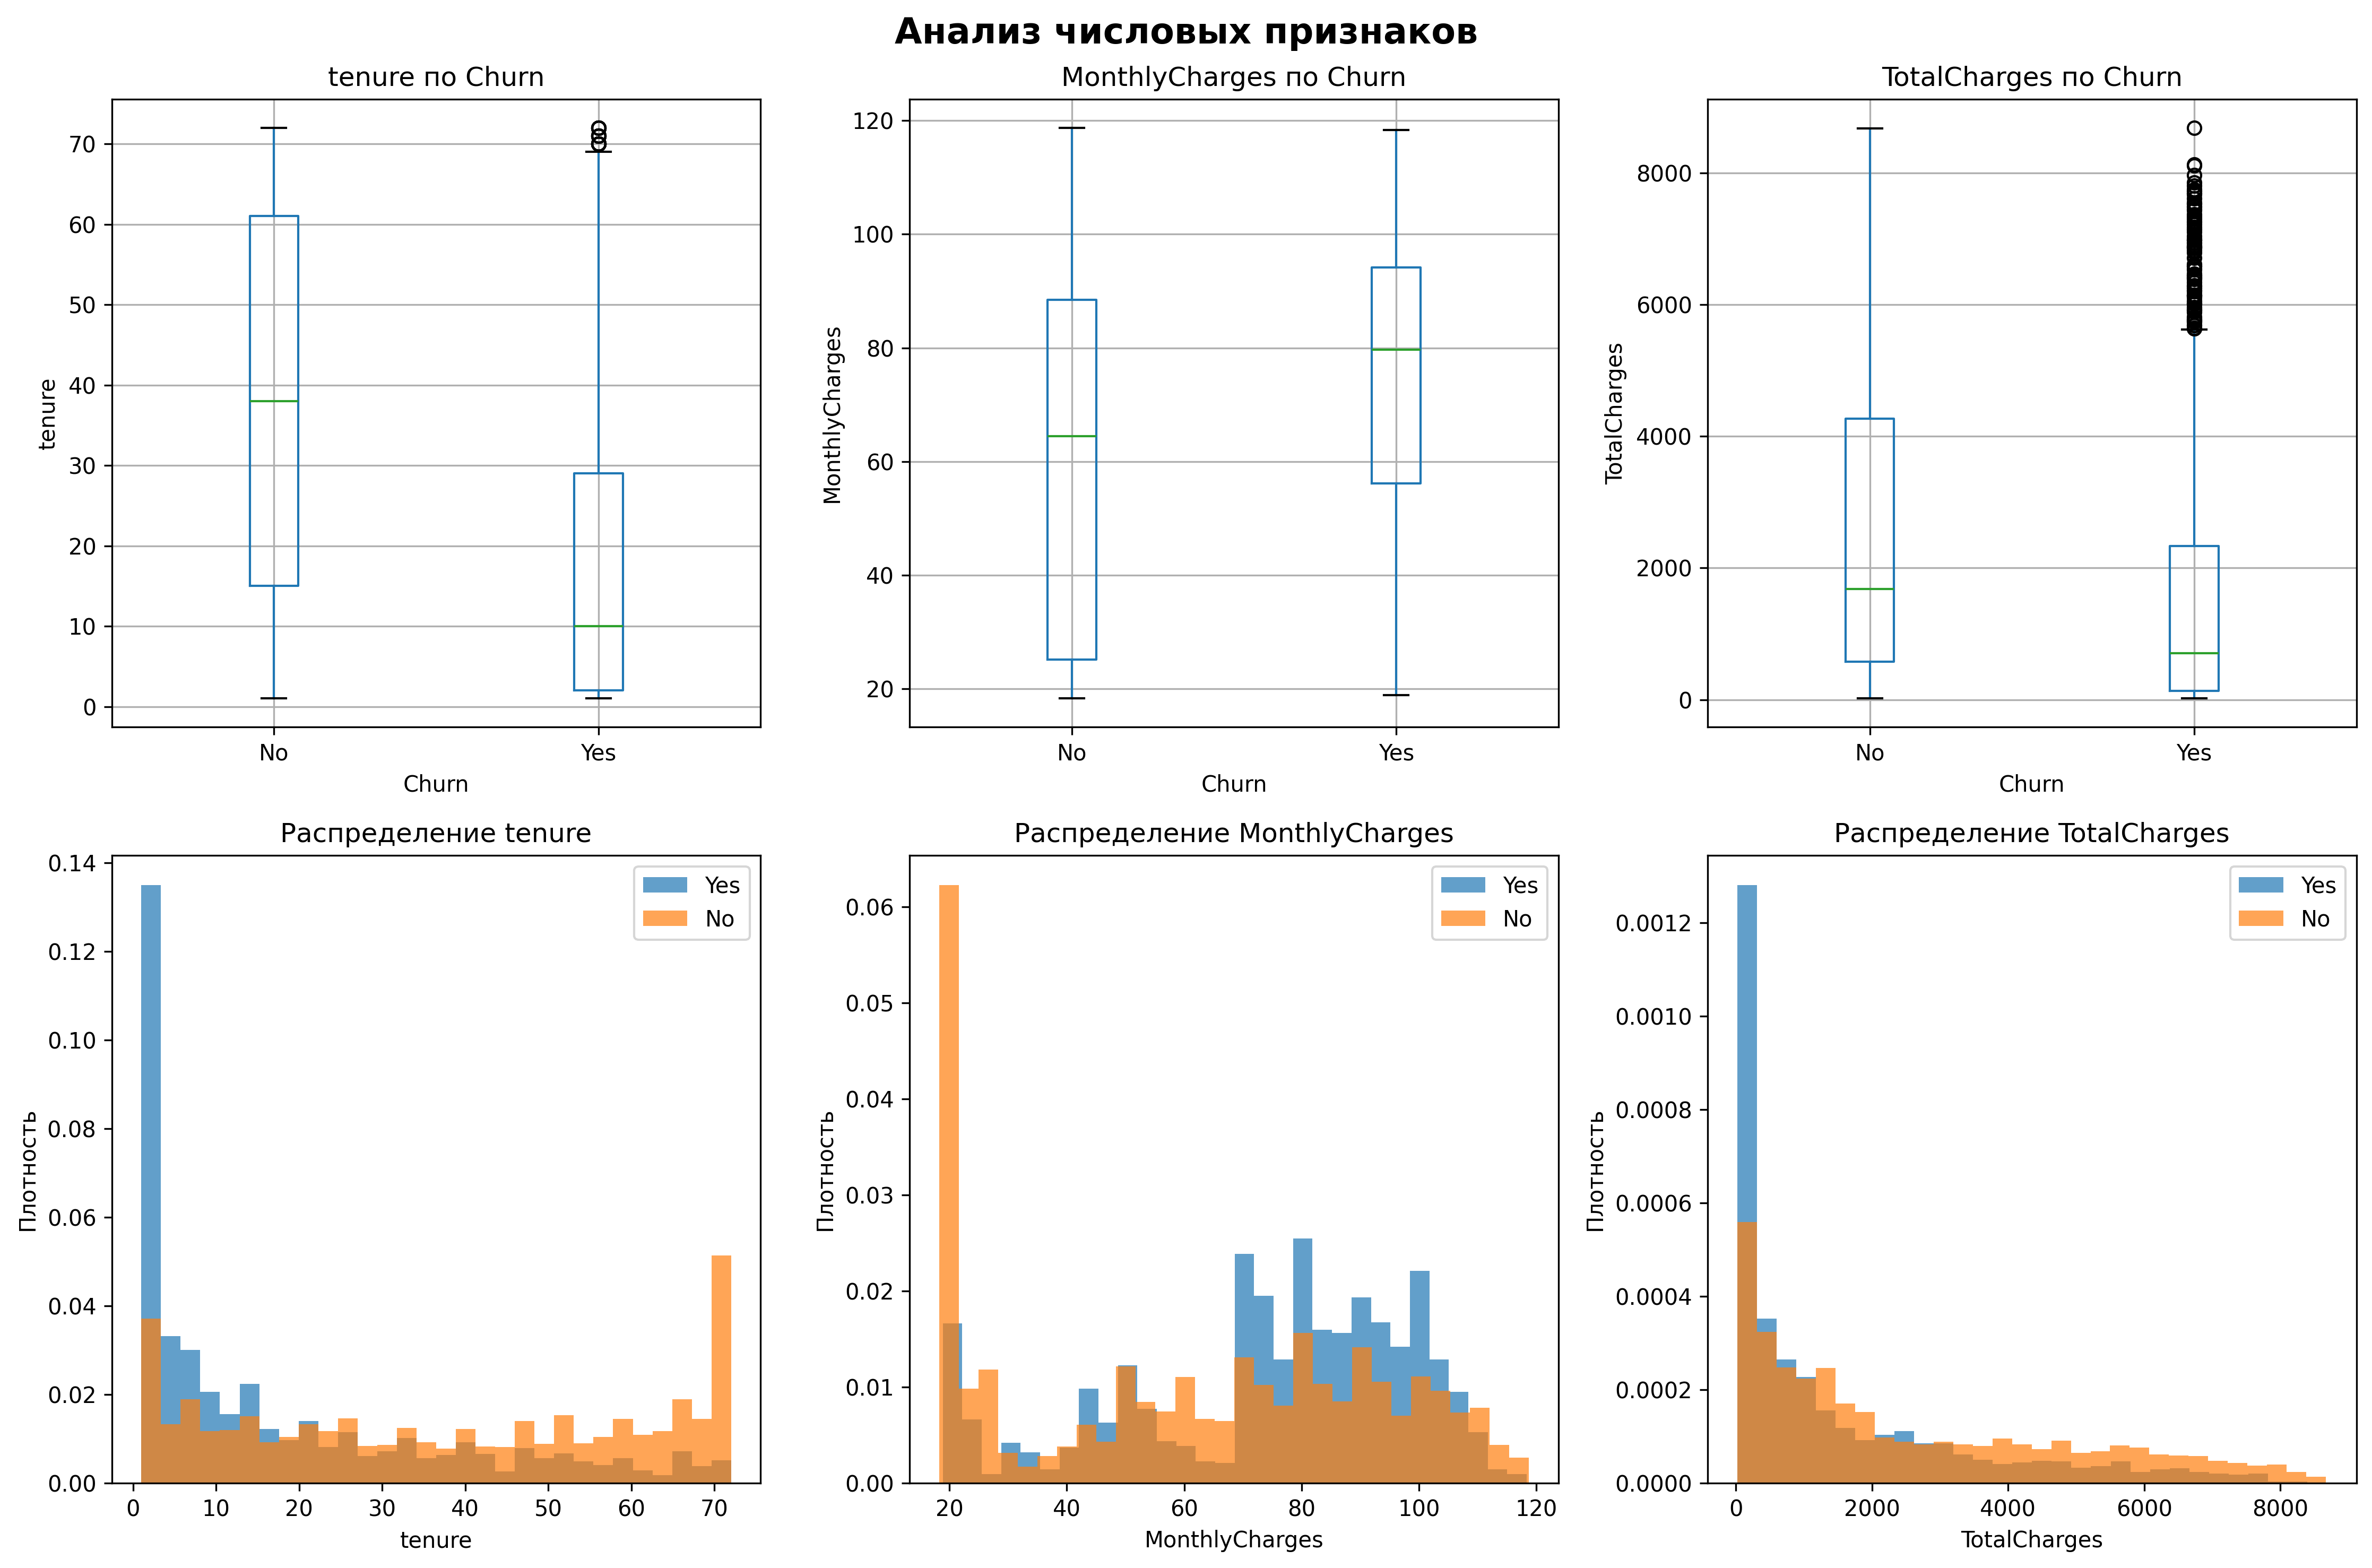 Анализ числовых признаков
tenure по Churn
70
60
50
40
30
20
10
0
tenure
No
Yes
Churn
MonthlyCharges по Churn
120
100
80
60
40
20
MonthlyCharges
No
Yes
Churn
TotalCharges по Churn
8000
6000
4000
2000
0
TotalCharges
No
Yes
Churn
Распределение tenure
0.14
0.12
0.10
0.08
0.06
0.04
0.02
0.00
Плотность
Yes
No
0
10
20
30
40
50
60
70
tenure
Распределение MonthlyCharges
0.06
0.05
0.04
0.03
0.02
0.01
0.00
Плотность
Yes
No
20
40
60
80
100
120
MonthlyCharges
Распределение TotalCharges
0.0012
0.0010
0.0008
0.0006
0.0004
0.0002
0.0000
Плотность
Yes
No
0
2000
4000
6000
8000
TotalCharges